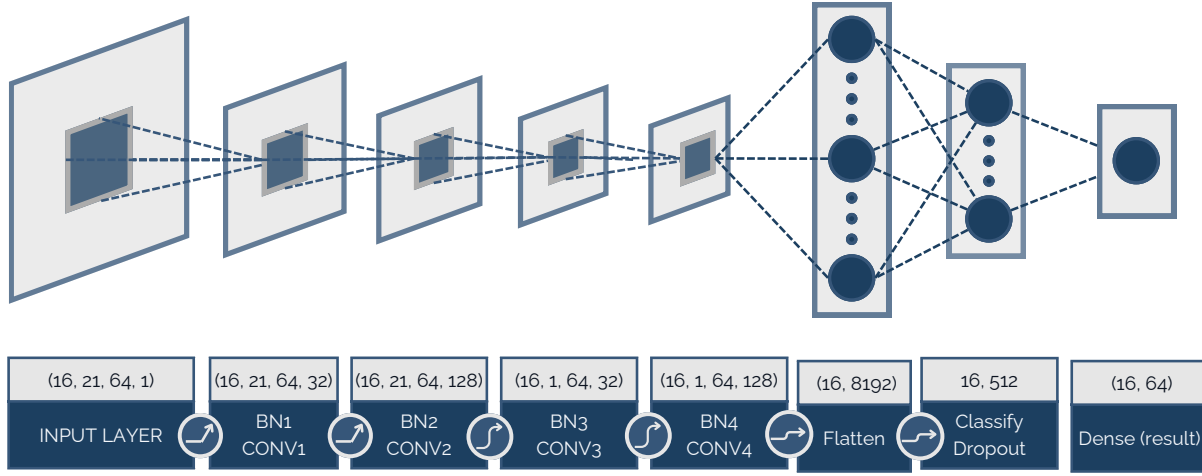 (16, 21, 64, 1)
(16, 21, 64, 32)
(16, 21, 64, 128)
(16, 1, 64, 32)
(16, 1, 64, 128)
(16, 8192)
16, 512
(16, 64)
INPUT LAYER
BN1
CONV1
BN2
CONV2
BN3
CONV3
BN4
CONV4
Flatten
Classify
Dropout
Dense (result)